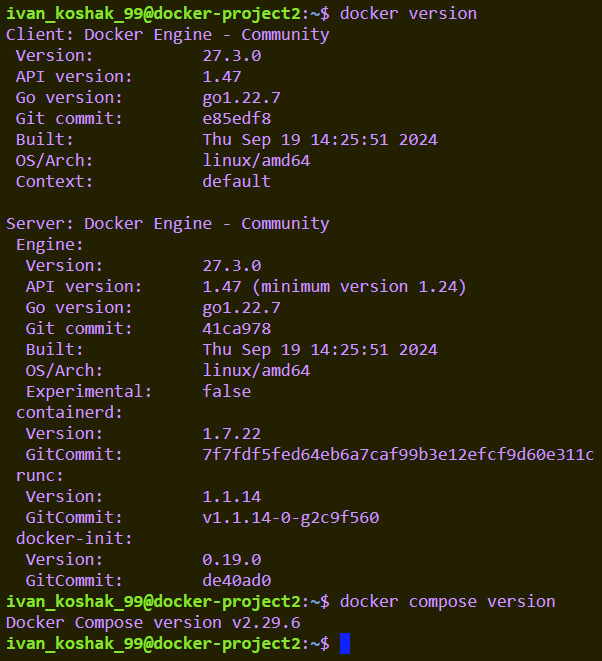 ivan_koshak_99@docker-project2:~$ docker version
Client: Docker Engine - Community
 Version:           27.3.0
 API version:       1.47
 Go version:        go1.22.7
 Git commit:        e85edf8
 Built:             Thu Sep 19 14:25:51 2024
 OS/Arch:           linux/amd64
 Context:           default

Server: Docker Engine - Community
 Engine:
  Version:          27.3.0
  API version:      1.47 (minimum version 1.24)
  Go version:       go1.22.7
  Git commit:       41ca978
  Built:            Thu Sep 19 14:25:51 2024
  OS/Arch:          linux/amd64
  Experimental:     false
 containerd:
  Version:          1.7.22
  GitCommit:        7f7fdf5fed64eb6a7caf99b3e12efcf9d60e311c
 runc:
  Version:          1.1.14
  GitCommit:        v1.1.14-0-g2c9f560
 docker-init:
  Version:          0.19.0
  GitCommit:        de40ad0
ivan_koshak_99@docker-project2:~$ docker compose version
Docker Compose version v2.29.6
ivan_koshak_99@docker-project2:~$